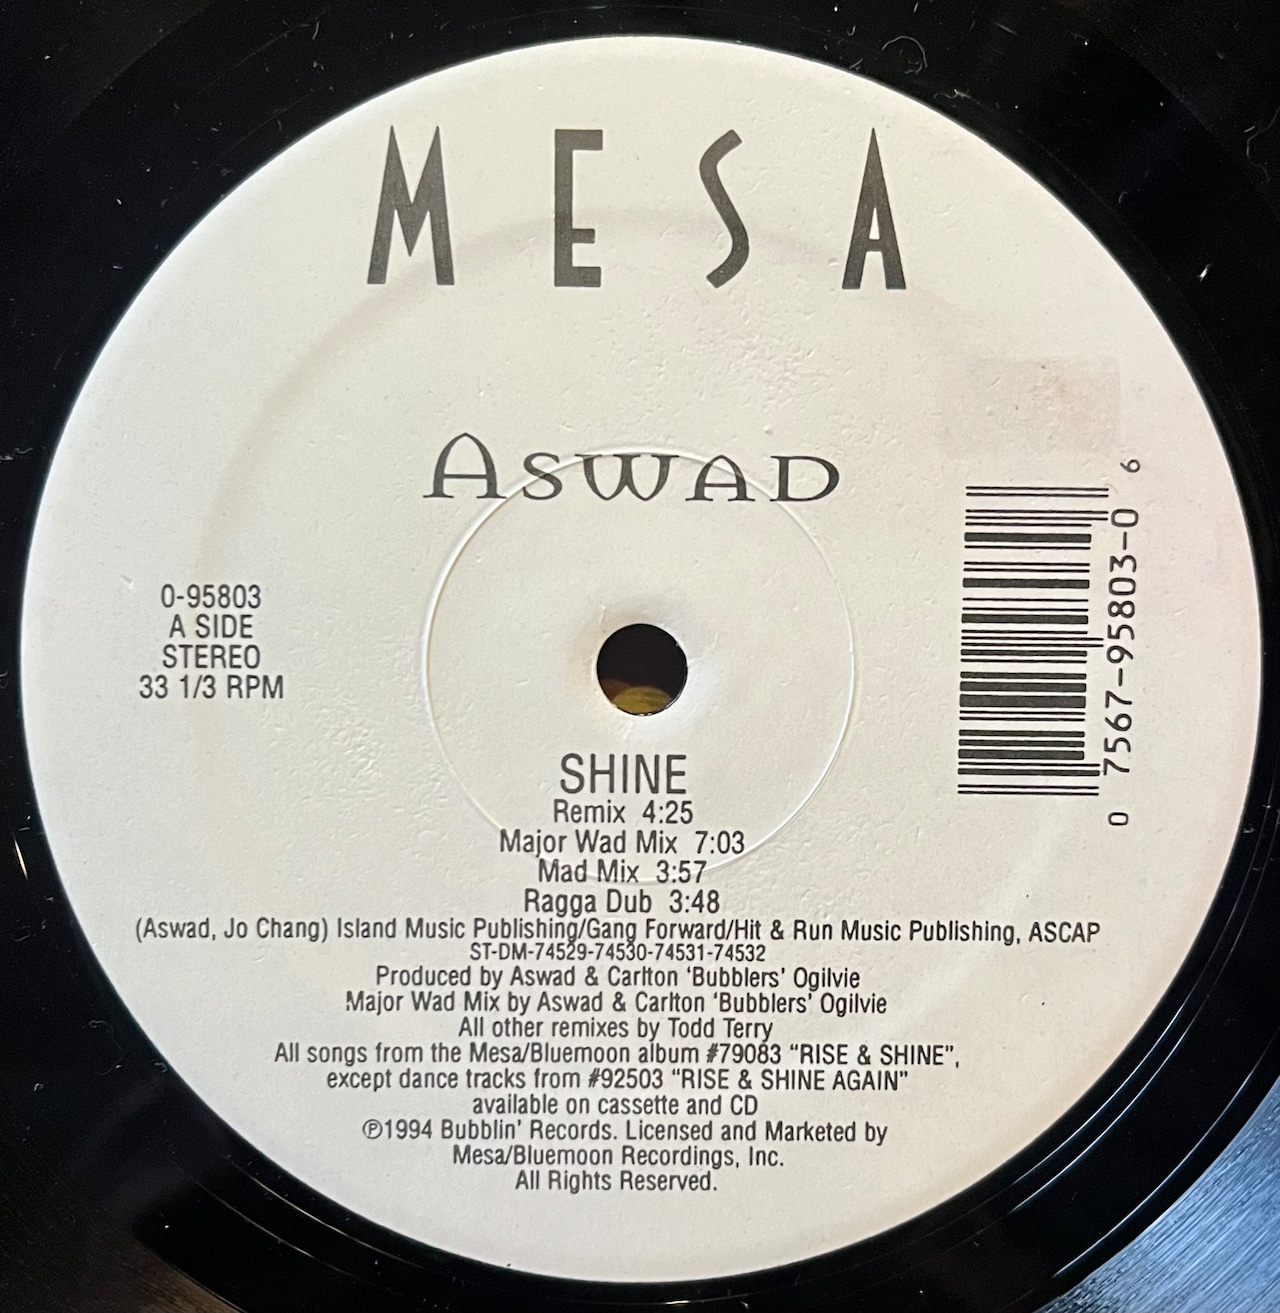 MESA
ASWAD
0-95803
A SIDE
STEREO
33 1/3 RPM
0 7567-95803-0 6
SHINE
Remix 4:25
Major Wad Mix 7:03
Mad Mix 3:57
Ragga Dub 3:48
(Aswad, Jo Chang) Island Music Publishing/Gang Forward/Hit & Run Music Publishing, ASCAP
ST-DM-74529-74530-74531-74532
Produced by Aswad & Carlton 'Bubblers' Ogilvie
Major Wad Mix by Aswad & Carlton 'Bubblers' Ogilvie
All other remixes by Todd Terry
All songs from the Mesa/Bluemoon album #79083 "RISE & SHINE",
except dance tracks from #92503 "RISE & SHINE AGAIN"
available on cassette and CD
℗1994 Bubblin' Records. Licensed and Marketed by
Mesa/Bluemoon Recordings, Inc.
All Rights Reserved.